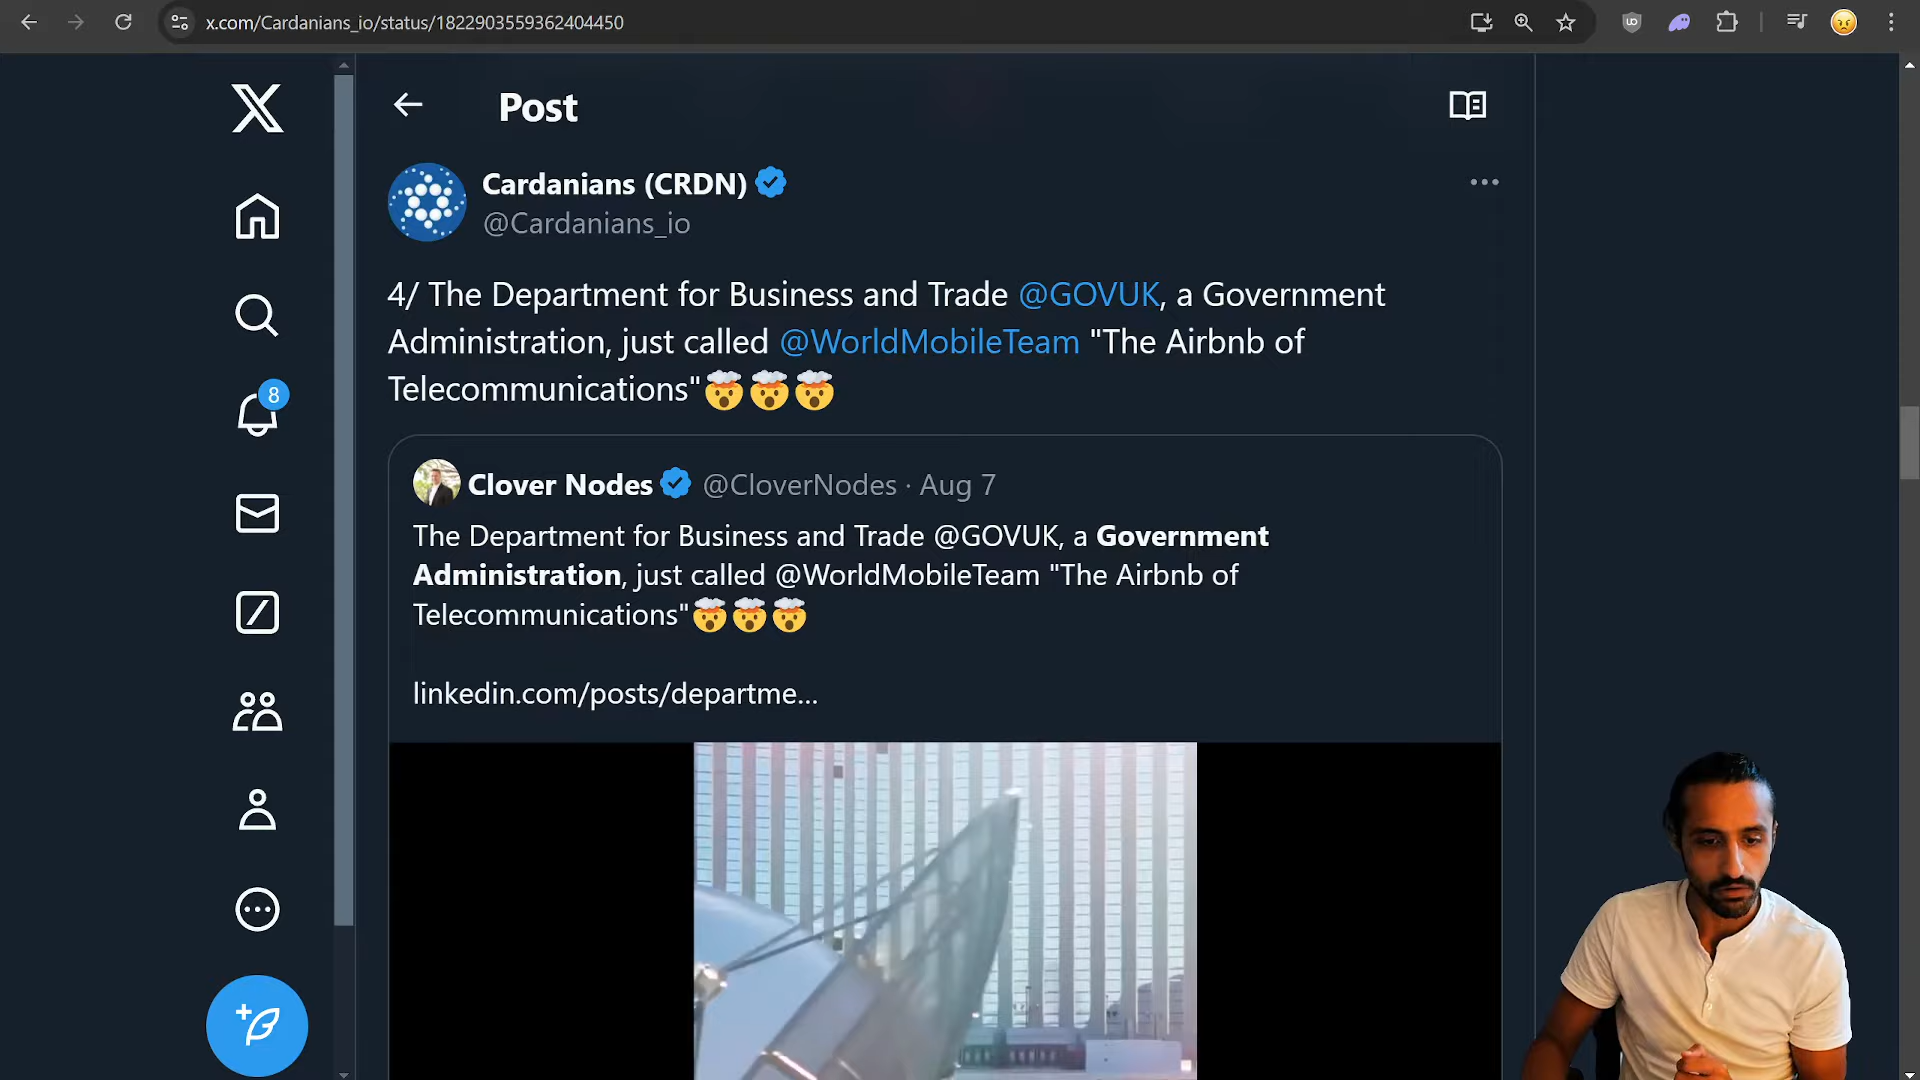 x.com/Cardanians_io/status/1822903559362404450
Post
Cardanians (CRDN)
@Cardanians_io
4/ The Department for Business and Trade @GOVUK, a Government
Administration, just called @WorldMobileTeam "The Airbnb of
Telecommunications"🤯🤯🤯
8
Clover Nodes @CloverNodes · Aug 7
The Department for Business and Trade @GOVUK, a Government
Administration, just called @WorldMobileTeam "The Airbnb of
Telecommunications"🤯🤯🤯
linkedin.com/posts/departme...